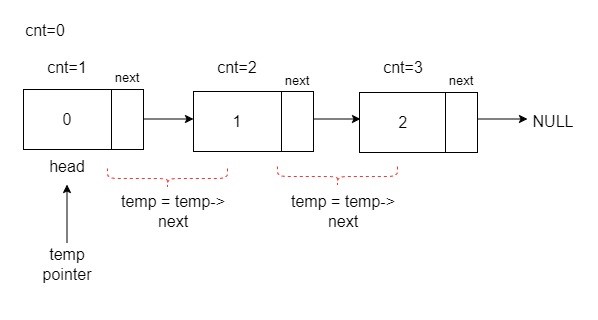 cnt=0
cnt=1
next
cnt=2
next
cnt=3
next
0
1
2
NULL
head
temp = temp->
next
temp = temp->
next
temp
pointer